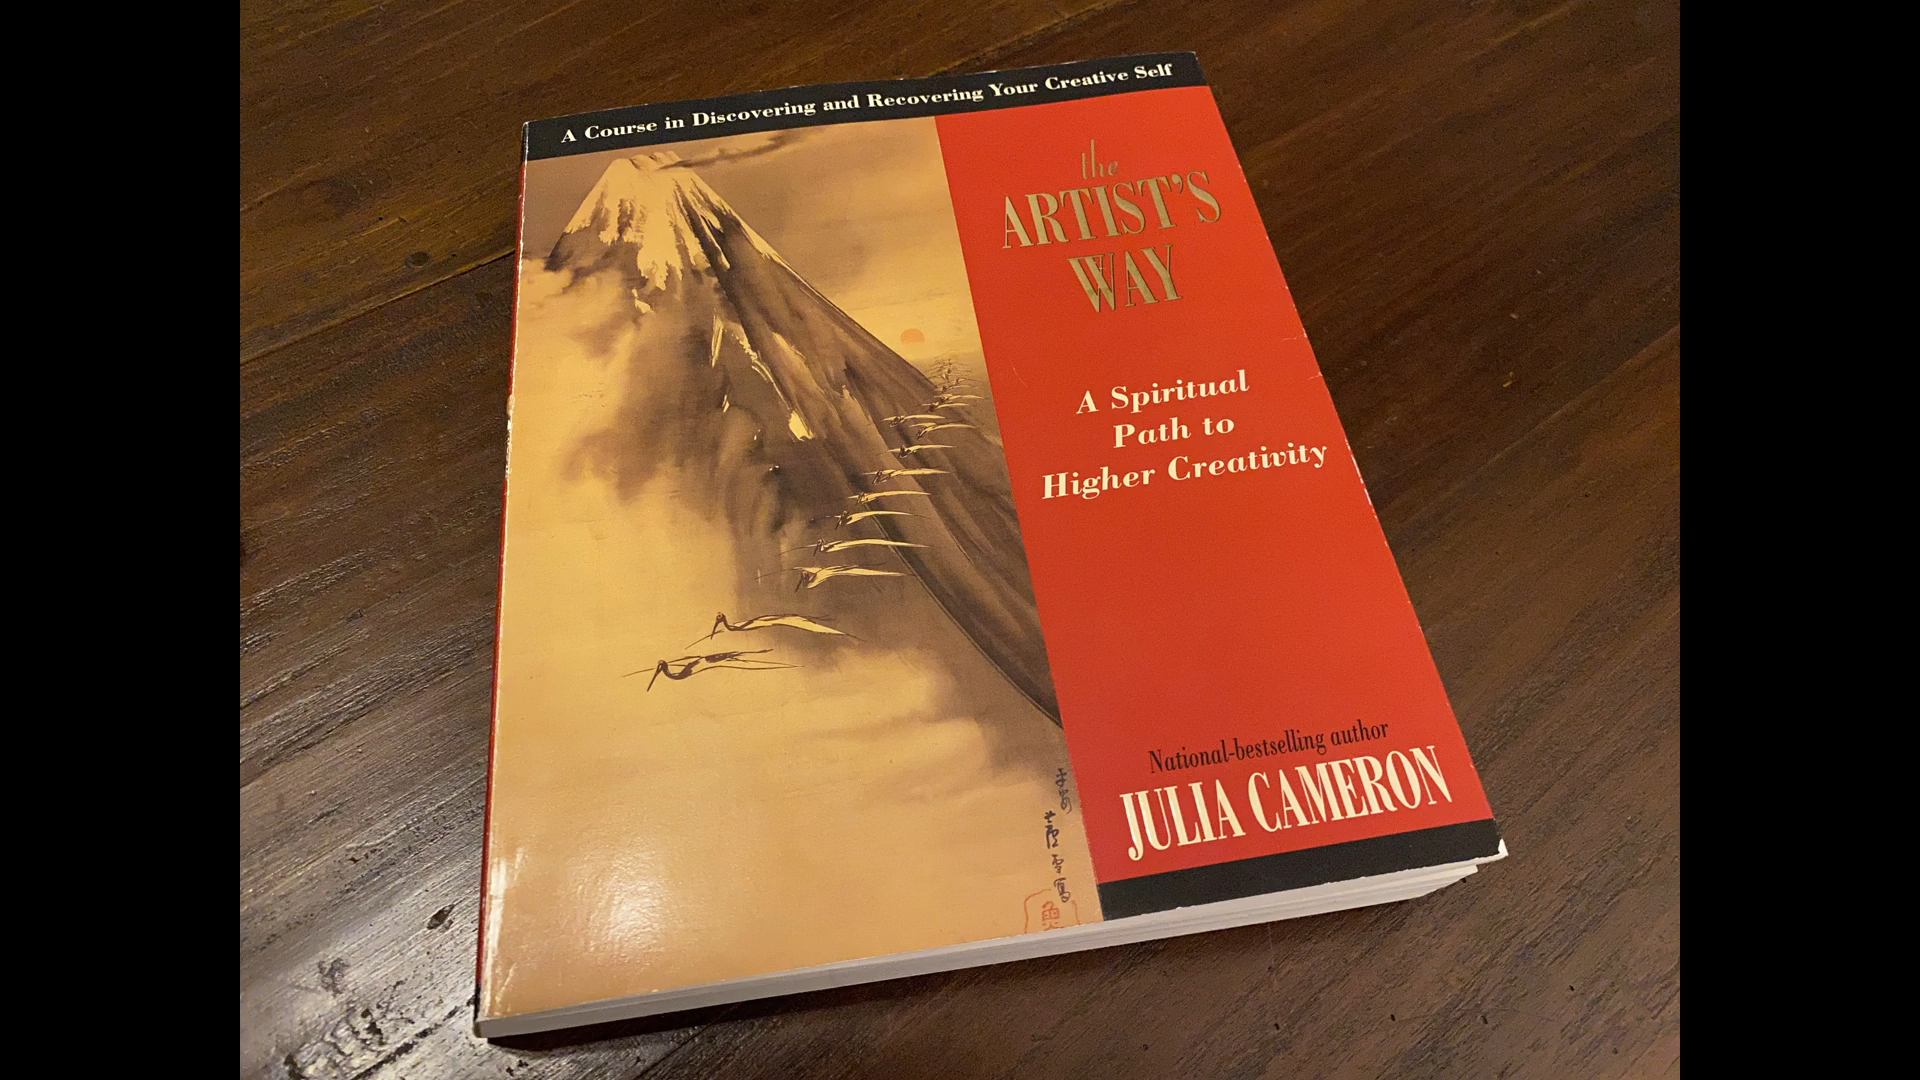 A Course in Discovering and Recovering Your Creative Self
the
ARTIST'S
WAY
A Spiritual
Path to
Higher Creativity
National-bestselling author
JULIA CAMERON